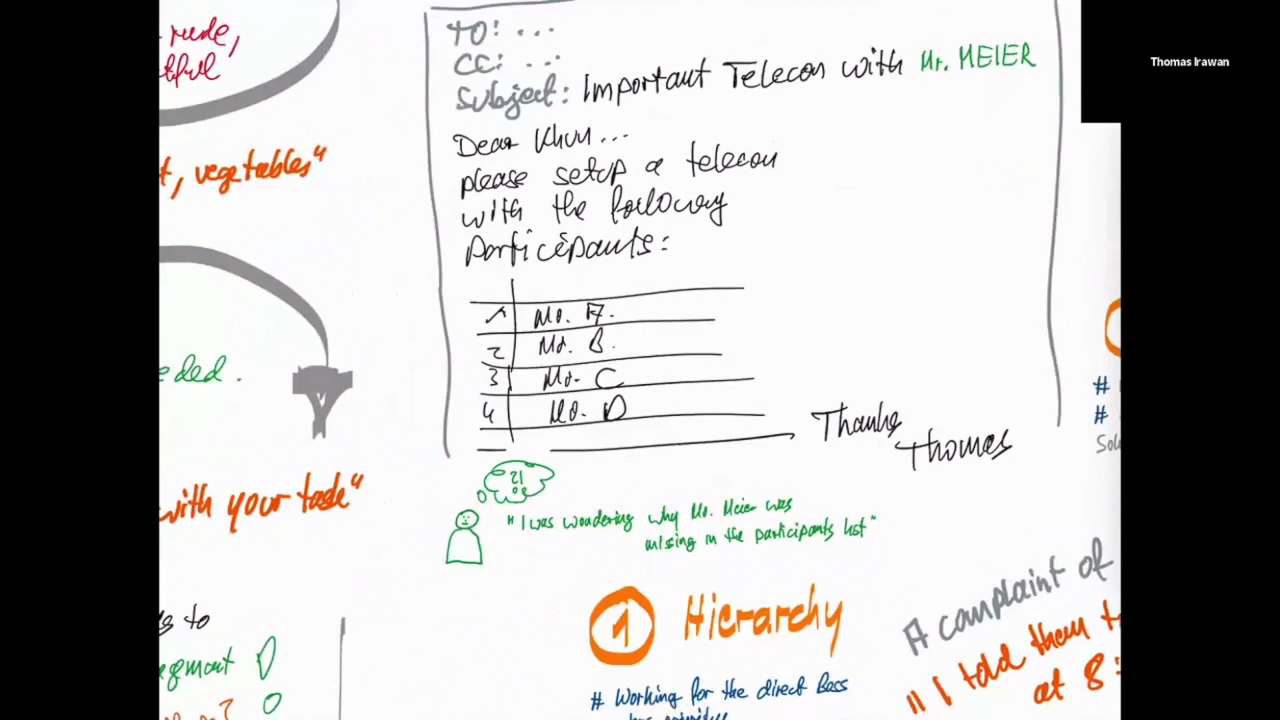 Thomas Irawan
rude,
tful
TO: ...
CC: ...
Subject: Important Telecon with Mr. MEIER
Dear Khun...
please setup a telecon
with the following
participants:
1 Mr. A.
2 Mr. B.
3 Mr. C
4 Mr. D
Thanks
Thomas
t, vegetables"
eded.
with your task"
"I was wondering why Mr. Meier was
missing in the participants list"
1 Hierarchy
# Working for the direct Boss
to
A complaint of
"I told them t
at 8:
#
#
Sol